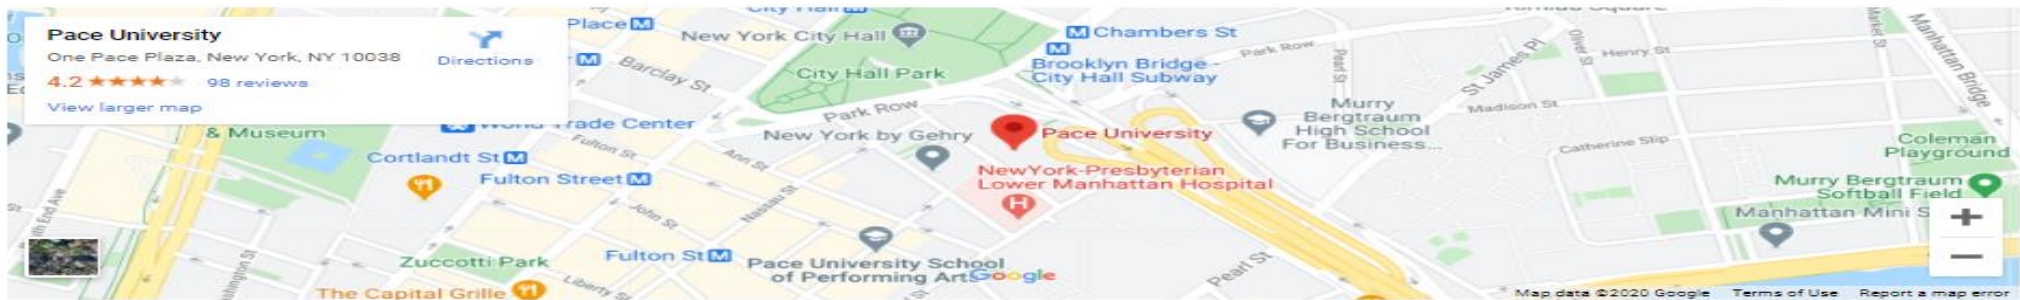 Pace University
One Pace Plaza, New York, NY 10038
4.2
98 reviews
View larger map
Directions
Place
New York City Hall
Chambers St
Brooklyn Bridge -
City Hall Subway
Barclay St
City Hall Park
Park Row
Park Row
Pearl St
St James Pl
Oliver St
Henry St
Madison St
Market St
Manhattan Bridge
& Museum
Trade Center
Cortlandt St
Fulton St
Fulton Street
Ann St
New York by Gehry
Pace University
Murry
Bergtraum
High School
For Business...
Catherine Slip
Coleman
Playground
NewYork-Presbyterian
Lower Manhattan Hospital
H
Murry Bergtraum
Softball Field
Manhattan Mini S
John St
Nassau St
Fulton St
Zuccotti Park
Pace University School
of Performing Arts
Google
Pearl St
The Capital Grille
Liberty St
+
−
Map data ©2020 Google
Terms of Use
Report a map error